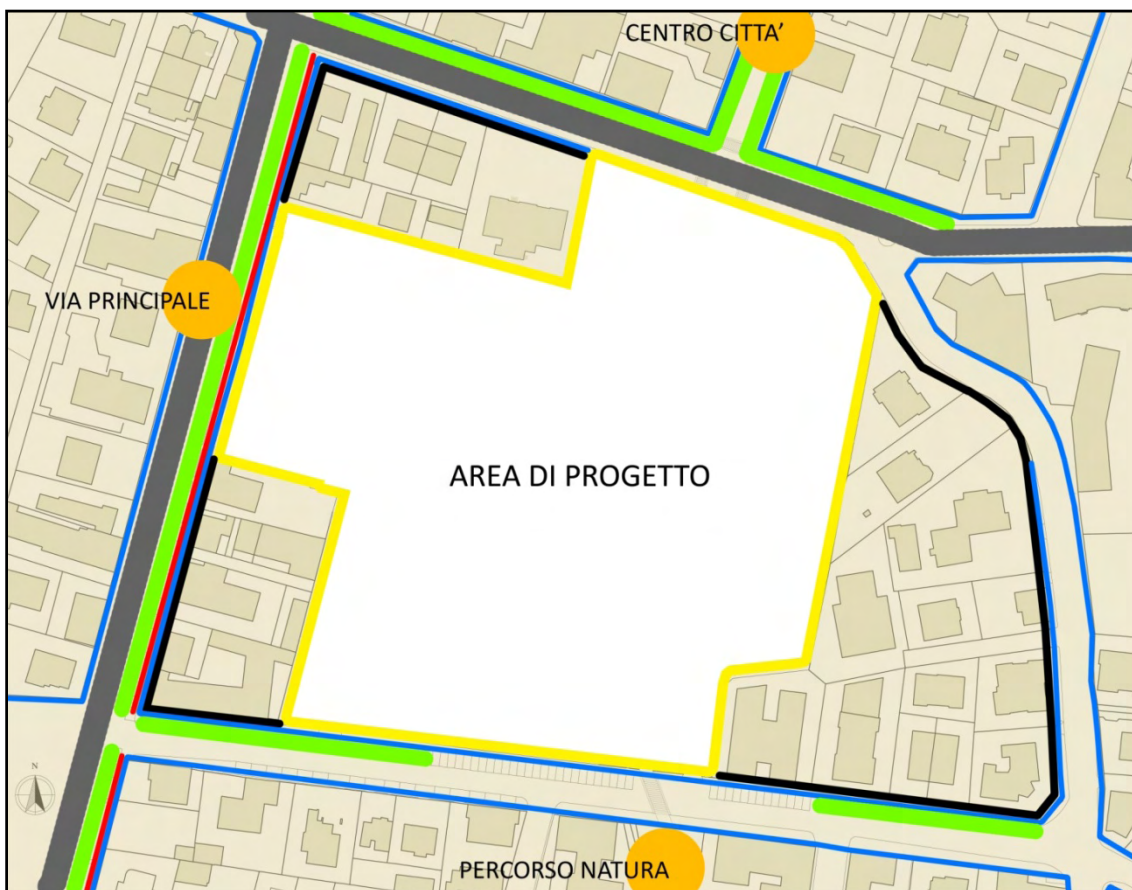 CENTRO CITTA'
VIA PRINCIPALE
AREA DI PROGETTO
N
PERCORSO NATURA